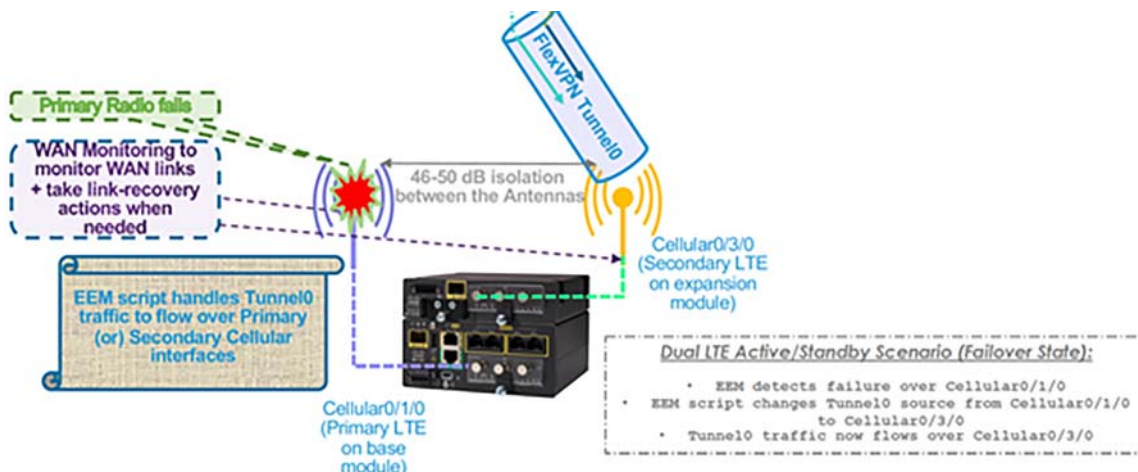 FlexVPN Tunnel0
Primary Radio fails
WAN Monitoring to
monitor WAN links
+ take link-recovery
actions when
needed
46-50 dB isolation
between the Antennas
Cellular0/3/0
(Secondary LTE
on expansion
module)
EEM script handles Tunnel0
traffic to flow over Primary
(or) Secondary Cellular
interfaces
Cellular0/1/0
(Primary LTE
on base
module)
Dual LTE Active/Standby Scenario (Failover State):
• EEM detects failure over Cellular0/1/0
• EEM script changes Tunnel0 source from Cellular0/1/0
to Cellular0/3/0
• Tunnel0 traffic now flows over Cellular0/3/0